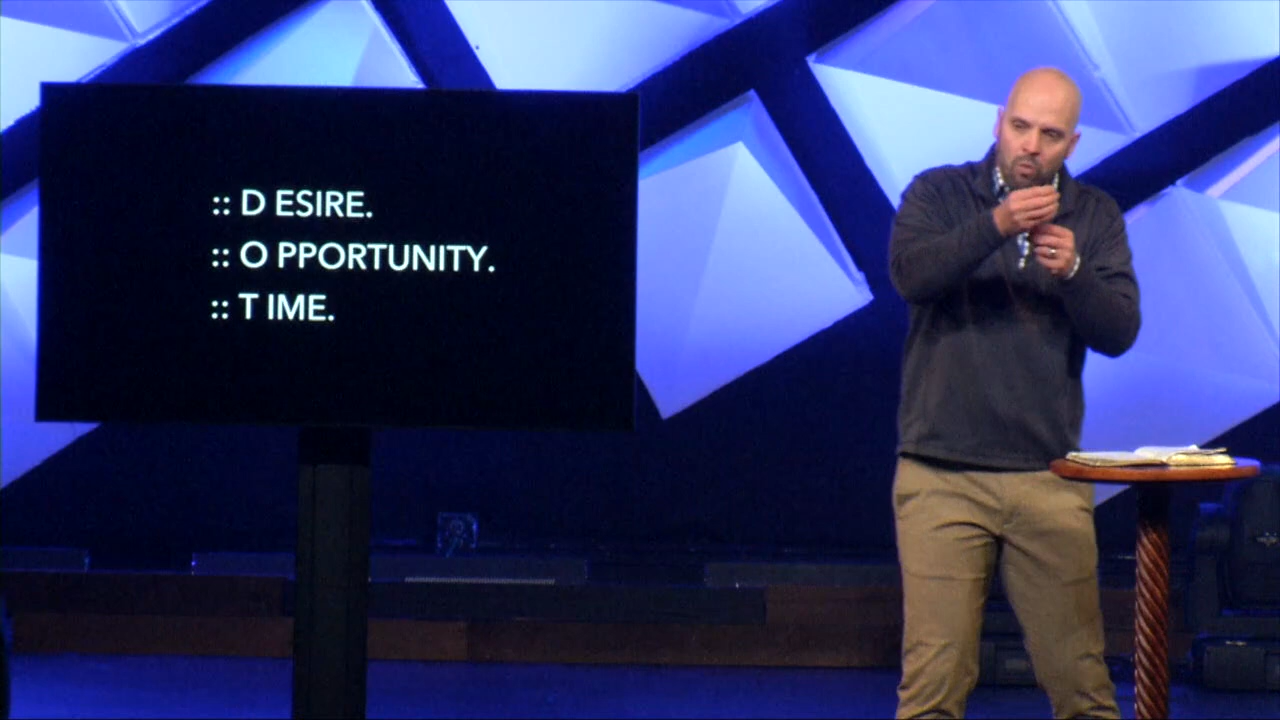 :: D ESIRE.
:: O PPORTUNITY.
:: T IME.